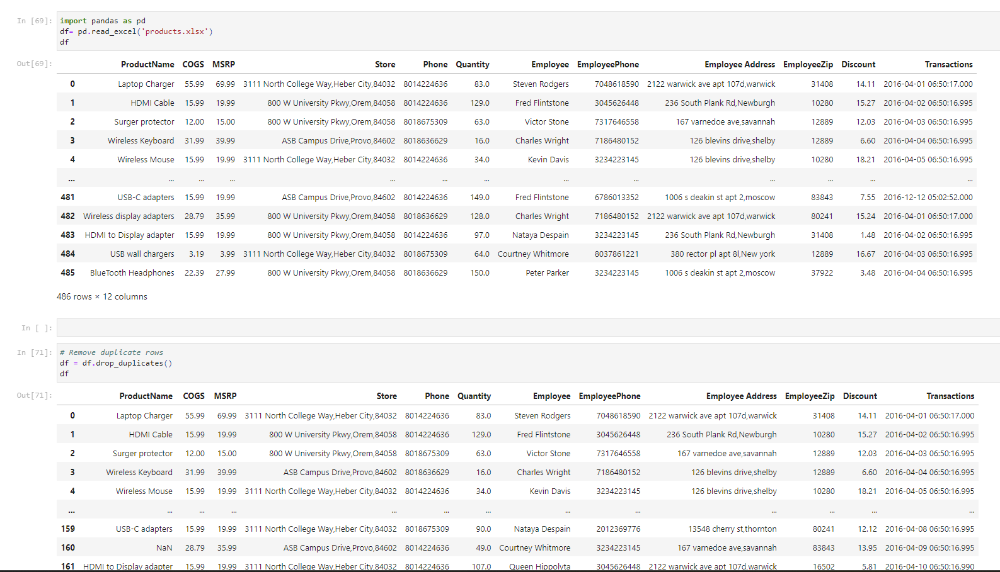 In [69]: import pandas as pd
df= pd.read_excel('products.xlsx')
df
Out[69]: ProductName COGS MSRP Store Phone Quantity Employee EmployeePhone Employee Address EmployeeZip Discount Transactions
0 Laptop Charger 55.99 69.99 3111 North College Way,Heber City,84032 8014224636 83.0 Steven Rodgers 7048618590 2122 warwick ave apt 107d,warwick 31408 14.11 2016-04-01 06:50:17.000
1 HDMI Cable 15.99 19.99 800 W University Pkwy,Orem,84058 8014224636 129.0 Fred Flintstone 3045626448 236 South Plank Rd,Newburgh 10280 15.27 2016-04-02 06:50:16.995
2 Surger protector 12.00 15.00 800 W University Pkwy,Orem,84058 8018675309 63.0 Victor Stone 7317646558 167 varnedoe ave,savannah 12889 12.03 2016-04-03 06:50:16.995
3 Wireless Keyboard 31.99 39.99 ASB Campus Drive,Provo,84602 8018636629 16.0 Charles Wright 7186480152 126 blevins drive,shelby 12889 6.60 2016-04-04 06:50:16.995
4 Wireless Mouse 15.99 19.99 3111 North College Way,Heber City,84032 8014224636 34.0 Kevin Davis 3234223145 126 blevins drive,shelby 10280 18.21 2016-04-05 06:50:16.995
... ... ... ... ... ... ... ... ... ... ... ... ...
481 USB-C adapters 15.99 19.99 ASB Campus Drive,Provo,84602 8014224636 149.0 Fred Flintstone 6786013352 1006 s deakin st apt 2,moscow 83843 7.55 2016-12-12 05:02:52.000
482 Wireless display adapters 28.79 35.99 800 W University Pkwy,Orem,84058 8018636629 128.0 Charles Wright 7186480152 2122 warwick ave apt 107d,warwick 80241 15.24 2016-04-01 06:50:17.000
483 HDMI to Display adapter 15.99 19.99 800 W University Pkwy,Orem,84058 8014224636 97.0 Nataya Despain 3234223145 236 South Plank Rd,Newburgh 31408 1.48 2016-04-02 06:50:16.995
484 USB wall chargers 3.19 3.99 3111 North College Way,Heber City,84032 8018675309 64.0 Courtney Whitmore 8037861221 380 rector pl apt 8l,New york 12889 16.67 2016-04-03 06:50:16.995
485 BlueTooth Headphones 22.39 27.99 800 W University Pkwy,Orem,84058 8018636629 150.0 Peter Parker 3234223145 1006 s deakin st apt 2,moscow 37922 3.48 2016-04-04 06:50:16.995
486 rows × 12 columns
In [ ]:
In [71]: # Remove duplicate rows
df = df.drop_duplicates()
df
Out[71]: ProductName COGS MSRP Store Phone Quantity Employee EmployeePhone Employee Address EmployeeZip Discount Transactions
0 Laptop Charger 55.99 69.99 3111 North College Way,Heber City,84032 8014224636 83.0 Steven Rodgers 7048618590 2122 warwick ave apt 107d,warwick 31408 14.11 2016-04-01 06:50:17.000
1 HDMI Cable 15.99 19.99 800 W University Pkwy,Orem,84058 8014224636 129.0 Fred Flintstone 3045626448 236 South Plank Rd,Newburgh 10280 15.27 2016-04-02 06:50:16.995
2 Surger protector 12.00 15.00 800 W University Pkwy,Orem,84058 8018675309 63.0 Victor Stone 7317646558 167 varnedoe ave,savannah 12889 12.03 2016-04-03 06:50:16.995
3 Wireless Keyboard 31.99 39.99 ASB Campus Drive,Provo,84602 8018636629 16.0 Charles Wright 7186480152 126 blevins drive,shelby 12889 6.60 2016-04-04 06:50:16.995
4 Wireless Mouse 15.99 19.99 3111 North College Way,Heber City,84032 8014224636 34.0 Kevin Davis 3234223145 126 blevins drive,shelby 10280 18.21 2016-04-05 06:50:16.995
... ... ... ... ... ... ... ... ... ... ... ... ...
159 USB-C adapters 15.99 19.99 3111 North College Way,Heber City,84032 8018675309 90.0 Nataya Despain 2012369776 13548 cherry st,thornton 80241 12.12 2016-04-08 06:50:16.995
160 NaN 28.79 35.99 ASB Campus Drive,Provo,84602 8014224636 49.0 Courtney Whitmore 3234223145 167 varnedoe ave,savannah 83843 13.95 2016-04-09 06:50:16.995
161 HDMI to Display adapter 15.99 19.99 3111 North College Way,Heber City,84032 8014224636 107.0 Queen Hippolyta 3045626448 2122 warwick ave apt 107d,warwick 16502 5.81 2016-04-10 06:50:16.990